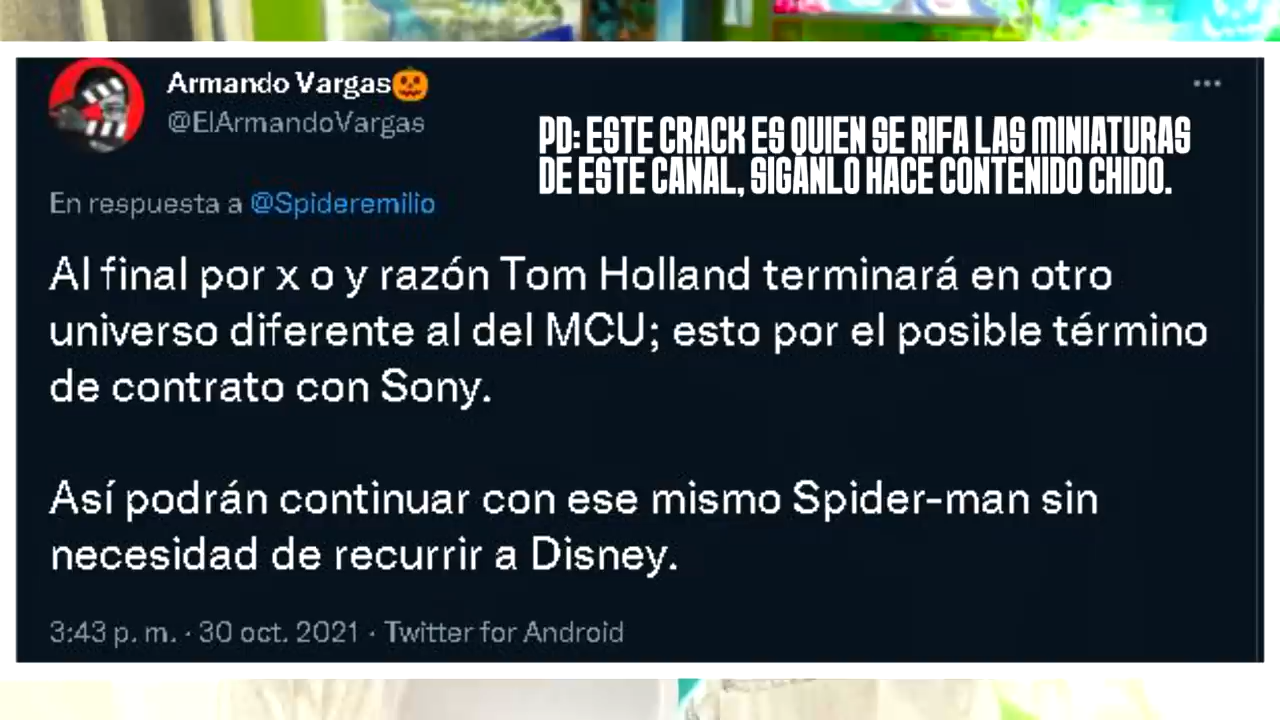 Armando Vargas🎃
@ElArmandoVargas
PD: ESTE CRACK ES QUIEN SE RIFA LAS MINIATURAS
DE ESTE CANAL, SIGANLO HACE CONTENIDO CHIDO.
En respuesta a @Spideremilio
Al final por x o y razón Tom Holland terminará en otro
universo diferente al del MCU; esto por el posible término
de contrato con Sony.
Así podrán continuar con ese mismo Spider-man sin
necesidad de recurrir a Disney.
3:43 p. m. · 30 oct. 2021 · Twitter for Android